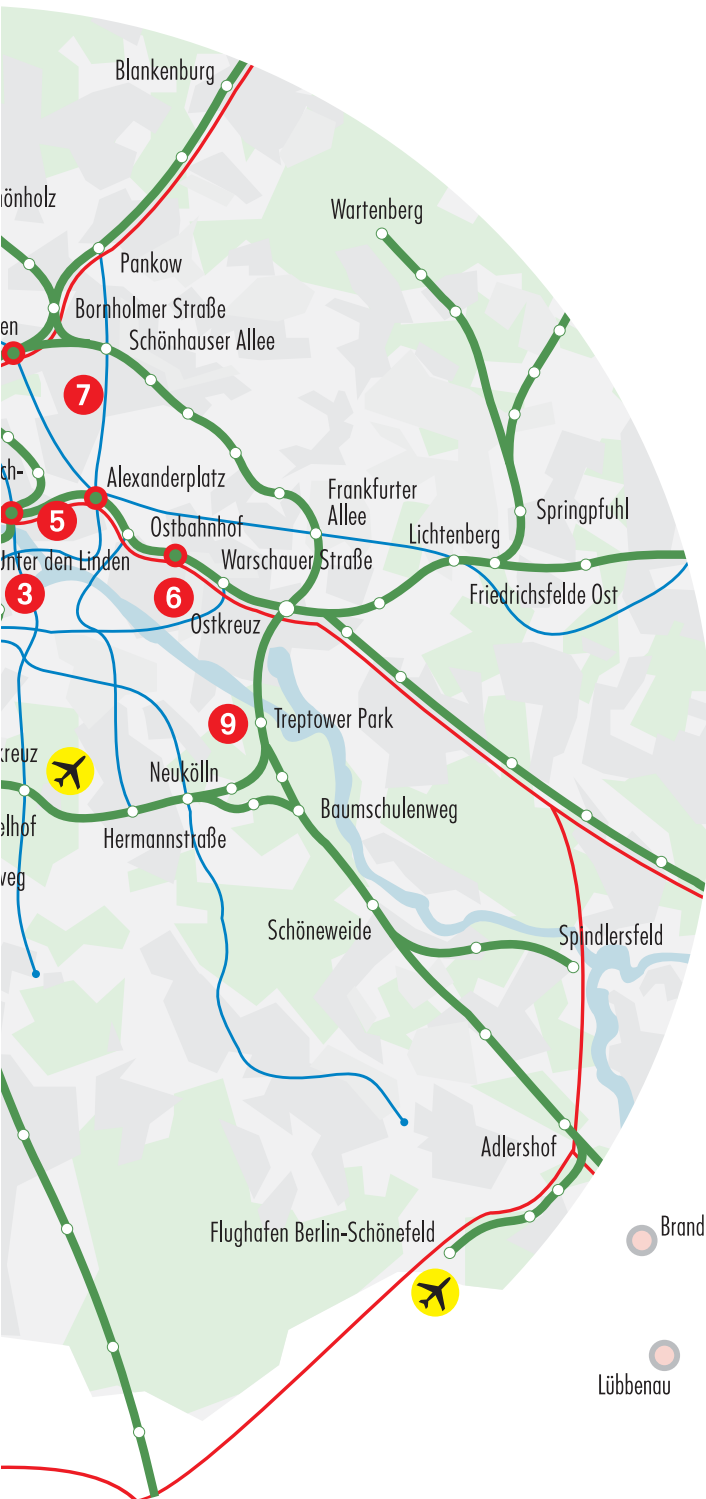 Blankenburg
önholz
Wartenberg
Pankow
Bornholmer Straße
en
Schönhauser Allee
7
ch-
Alexanderplatz
Frankfurter
Allee
5
Ostbahnhof
Springpfuhl
Lichtenberg
Unter den Linden
Warschauer Straße
3
6
Friedrichsfelde Ost
Ostkreuz
9
Treptower Park
kreuz
Neukölln
Baumschulenweg
elhof
Hermannstraße
weg
Schöneweide
Spindlersfeld
Adlershof
Flughafen Berlin-Schönefeld
Brand
Lübbenau